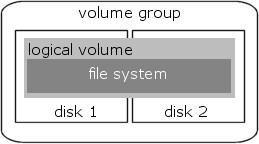 volume group
logical volume
file system
disk 1
disk 2